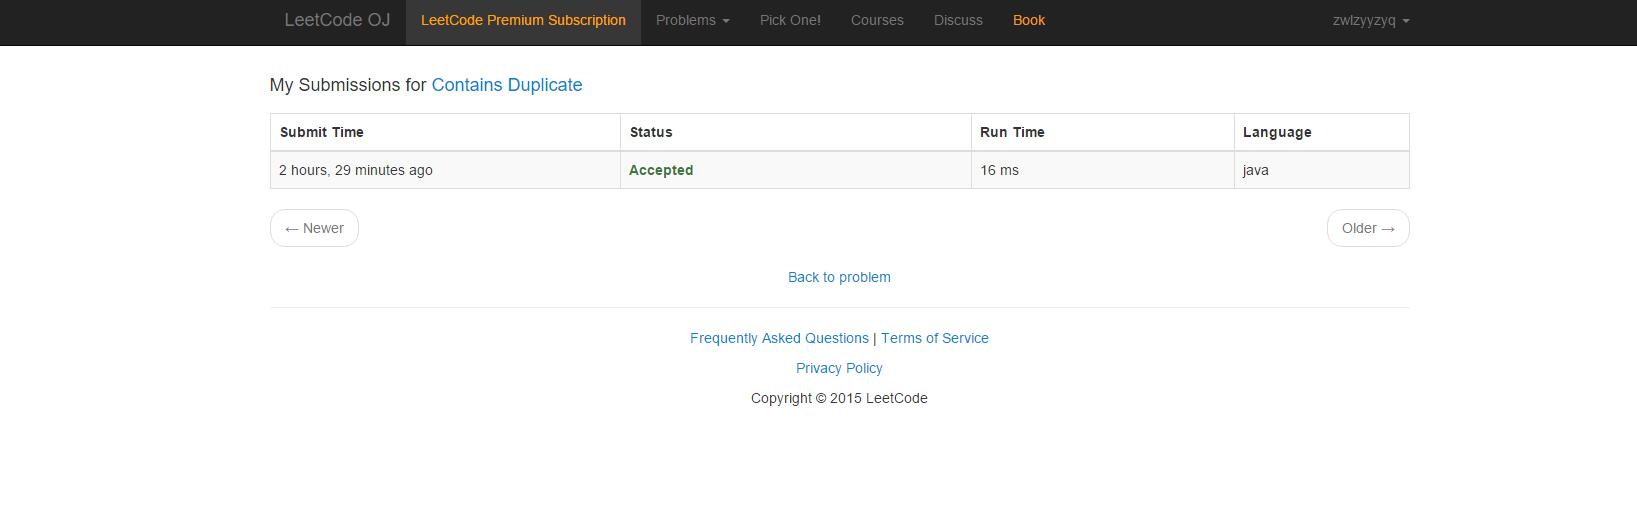 LeetCode OJ LeetCode Premium Subscription Problems Pick One! Courses Discuss Book zwlzyyzyq
My Submissions for Contains Duplicate
Submit Time Status Run Time Language
2 hours, 29 minutes ago Accepted 16 ms java
← Newer Older →
Back to problem
Frequently Asked Questions | Terms of Service
Privacy Policy
Copyright © 2015 LeetCode